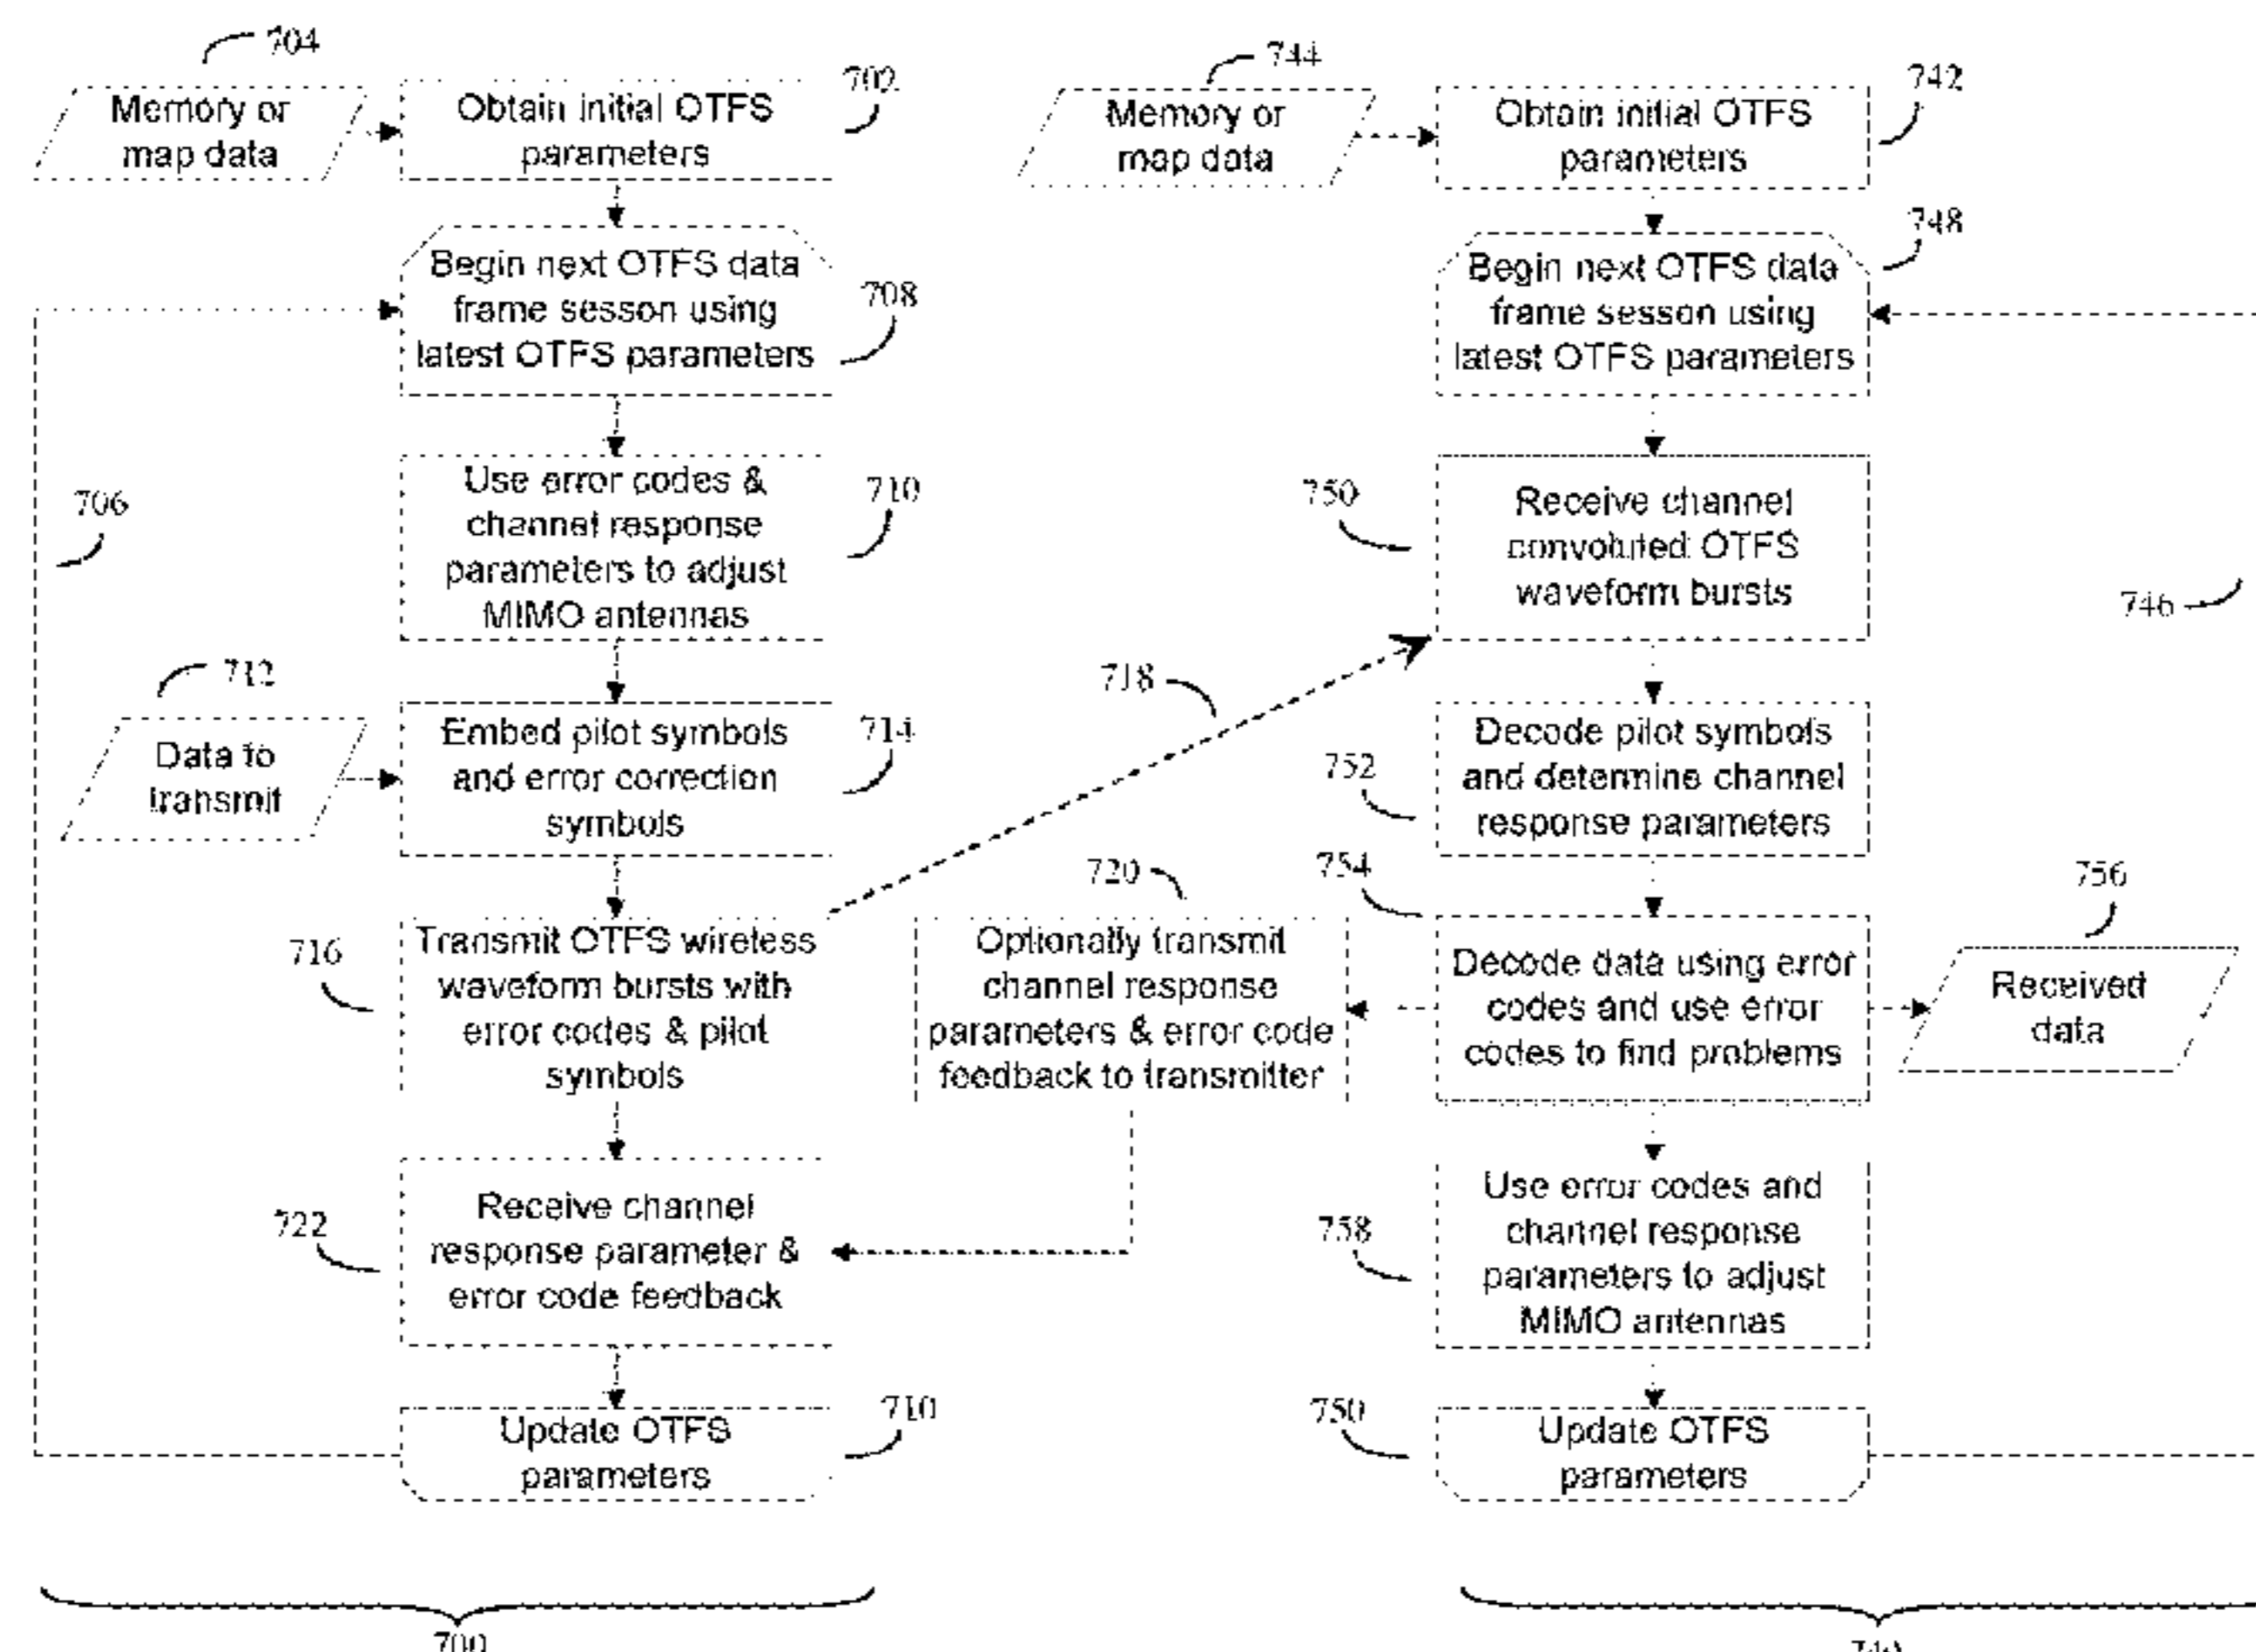 704
Memory or
map data
702
Obtain initial OTFS
parameters
Begin next OTFS data
frame sesson using
latest OTFS parameters
708
706
Use error codes &
channel response
parameters to adjust
MIMO antennas
710
712
Data to
transmit
Embed pilot symbols
and error correction
symbols
714
716
Transmit OTFS wireless
waveform bursts with
error codes & pilot
symbols
718
720
Optionally transmit
channel response
parameters & error code
feedback to transmitter
722
Receive channel
response parameter &
error code feedback
Update OTFS
parameters
710
700
744
Memory or
map data
742
Obtain initial OTFS
parameters
748
Begin next OTFS data
frame sesson using
latest OTFS parameters
750
Receive channel
convoluted OTFS
waveform bursts
746
752
Decode pilot symbols
and determine channel
response parameters
754
Decode data using error
codes and use error
codes to find problems
756
Received
data
758
Use error codes and
channel response
parameters to adjust
MIMO antennas
750
Update OTFS
parameters
740